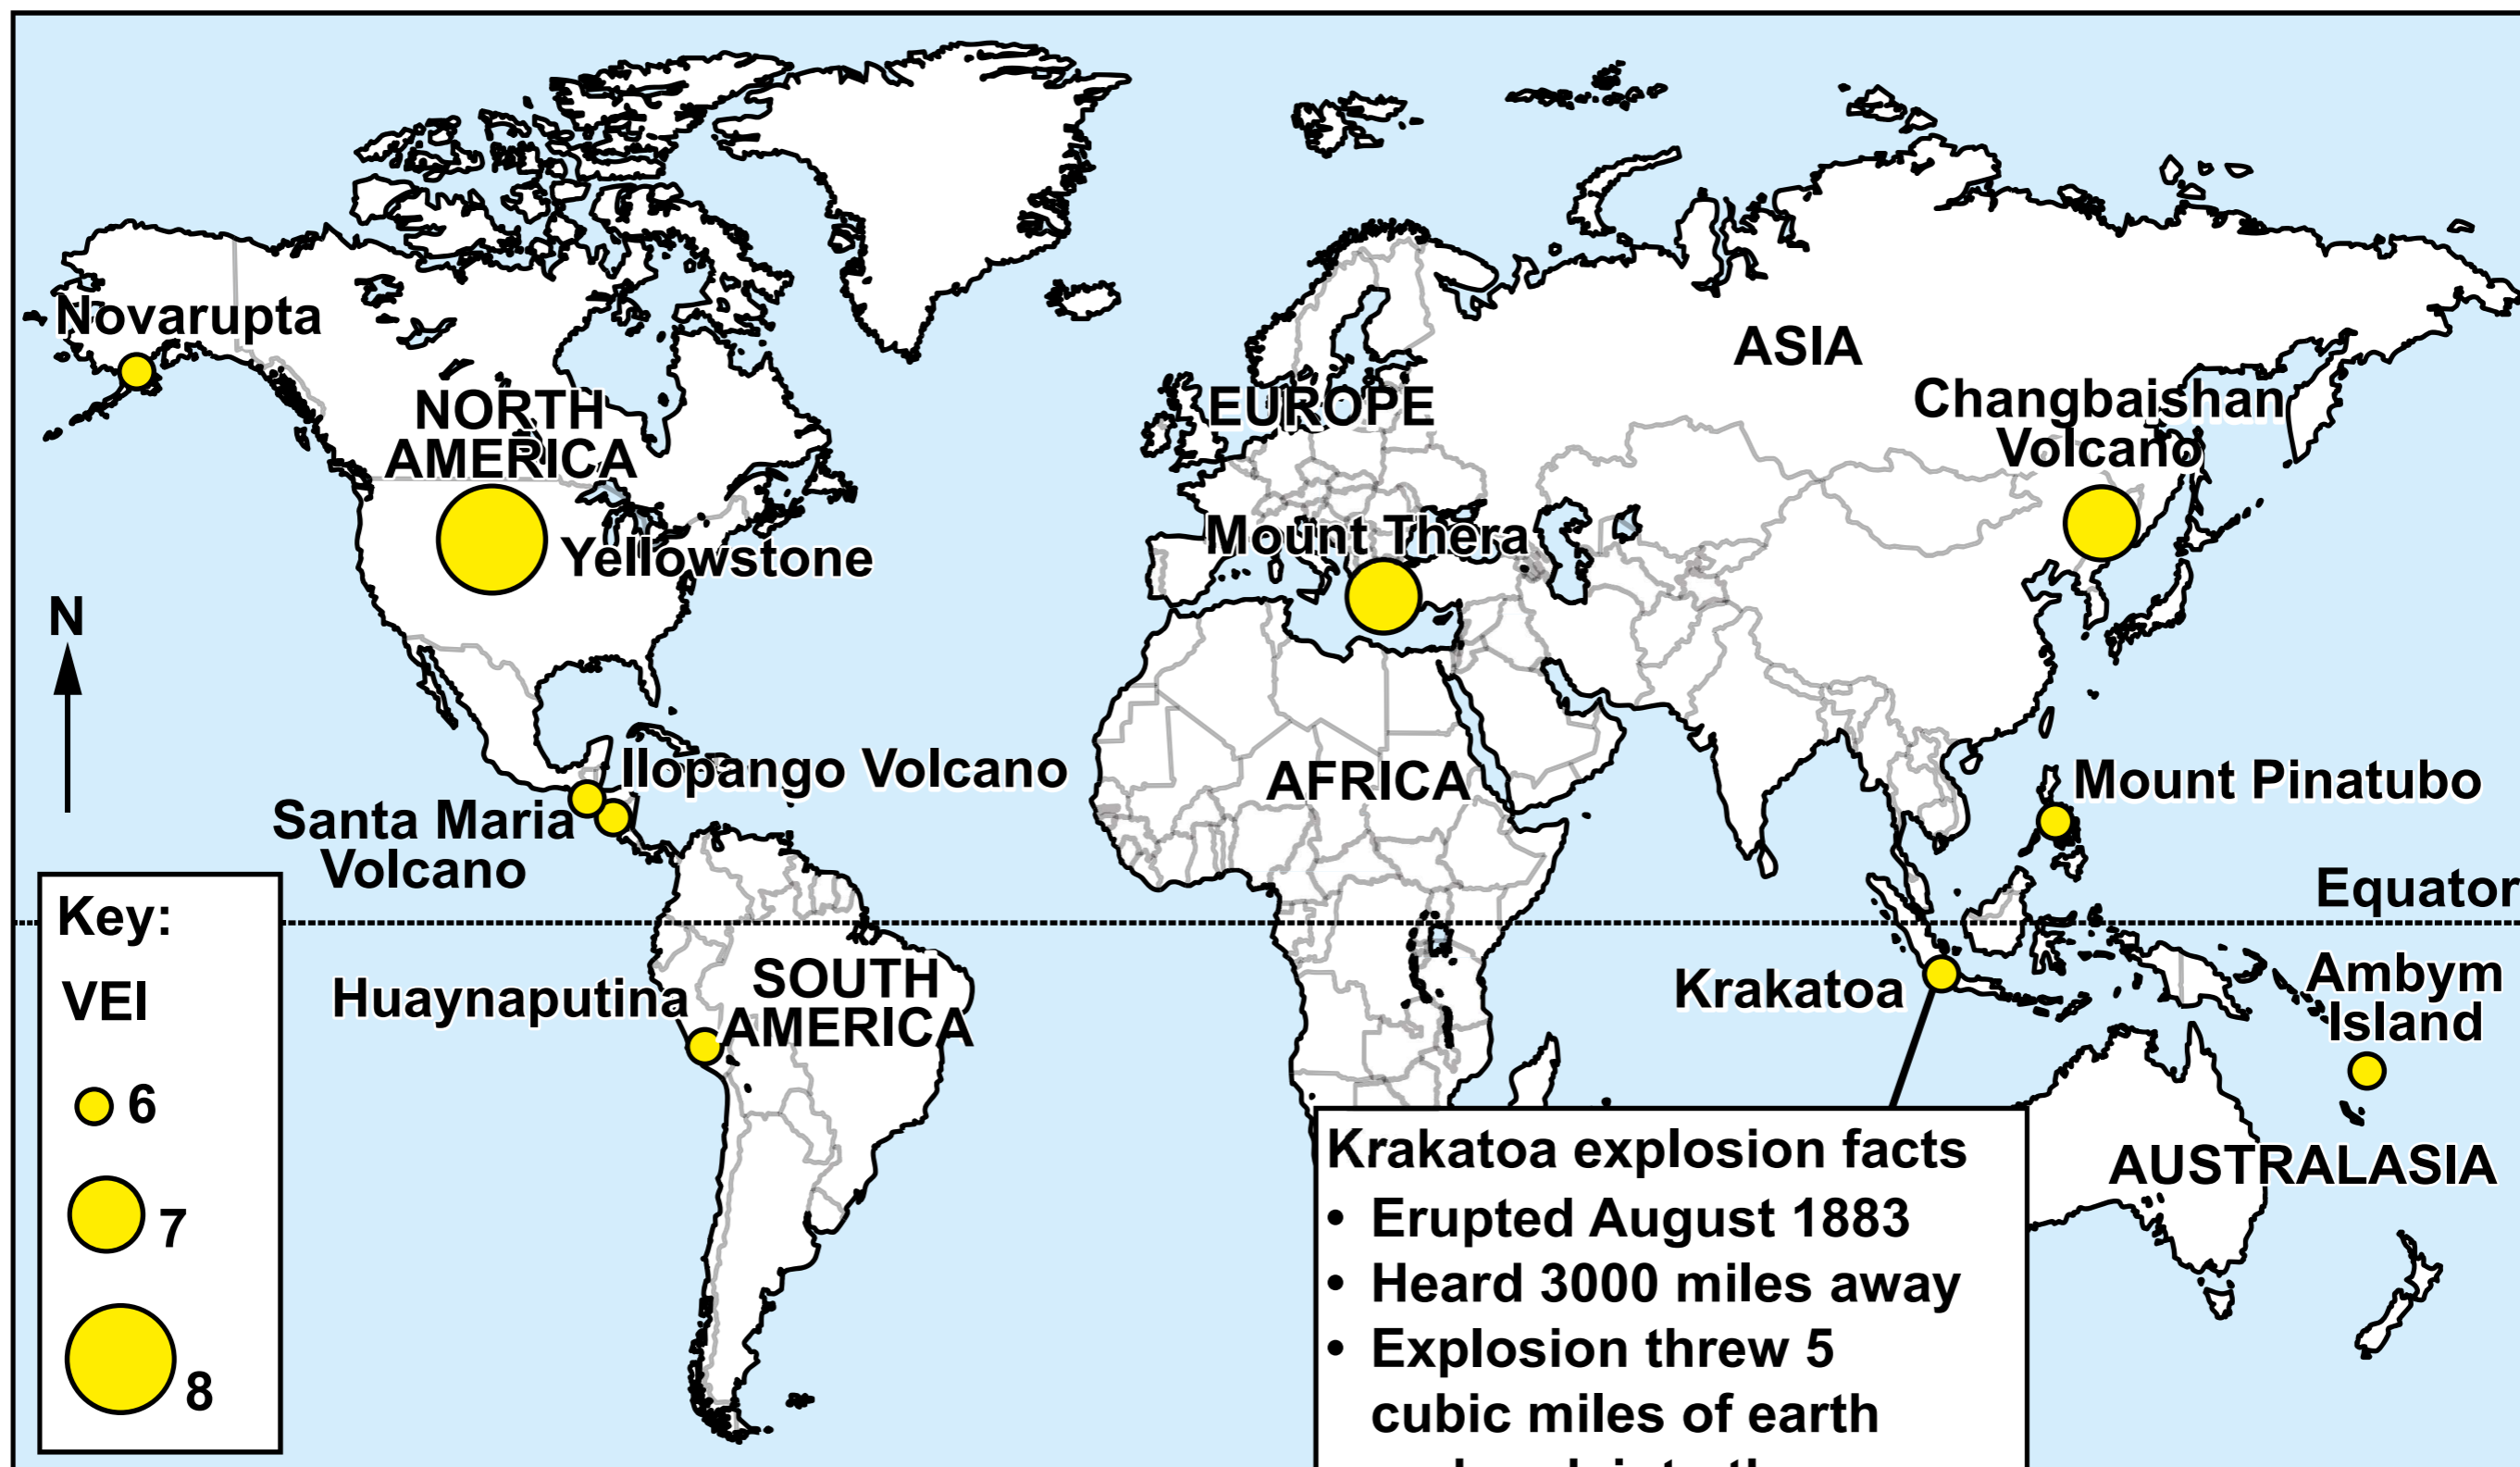 Novarupta
NORTH
AMERICA
Yellowstone
EUROPE
ASIA
Changbaishan
Volcano
Mount Thera
N
Ilopango Volcano
Santa Maria
Volcano
AFRICA
Mount Pinatubo
Equator
Key:
VEI
6
7
8
Huaynaputina
SOUTH
AMERICA
Krakatoa
Ambym
Island
AUSTRALASIA
Krakatoa explosion facts
• Erupted August 1883
• Heard 3000 miles away
• Explosion threw 5
cubic miles of earth